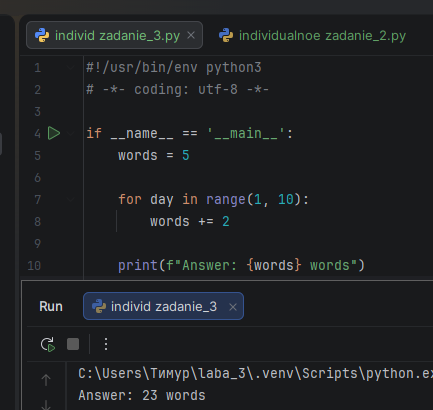 individ zadanie_3.py
individualnoe zadanie_2.py
1 #!/usr/bin/env python3
2 # -*- coding: utf-8 -*-
3
4 if __name__ == '__main__':
5     words = 5
6
7     for day in range(1, 10):
8         words += 2
9
10     print(f"Answer: {words} words")
Run individ zadanie_3
C:\Users\Тимур\laba_3\.venv\Scripts\python.ex
Answer: 23 words